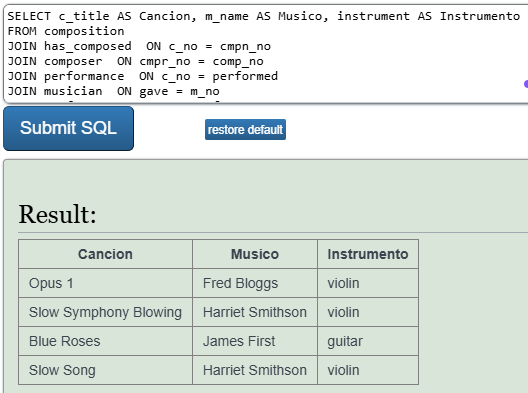 SELECT c_title AS Cancion, m_name AS Musico, instrument AS Instrumento
FROM composition
JOIN has_composed  ON c_no = cmpn_no
JOIN composer  ON cmpr_no = comp_no
JOIN performance  ON c_no = performed
JOIN musician  ON gave = m_no
Submit SQL
restore default
Result:
Cancion Musico Instrumento
Opus 1 Fred Bloggs violin
Slow Symphony Blowing Harriet Smithson violin
Blue Roses James First guitar
Slow Song Harriet Smithson violin